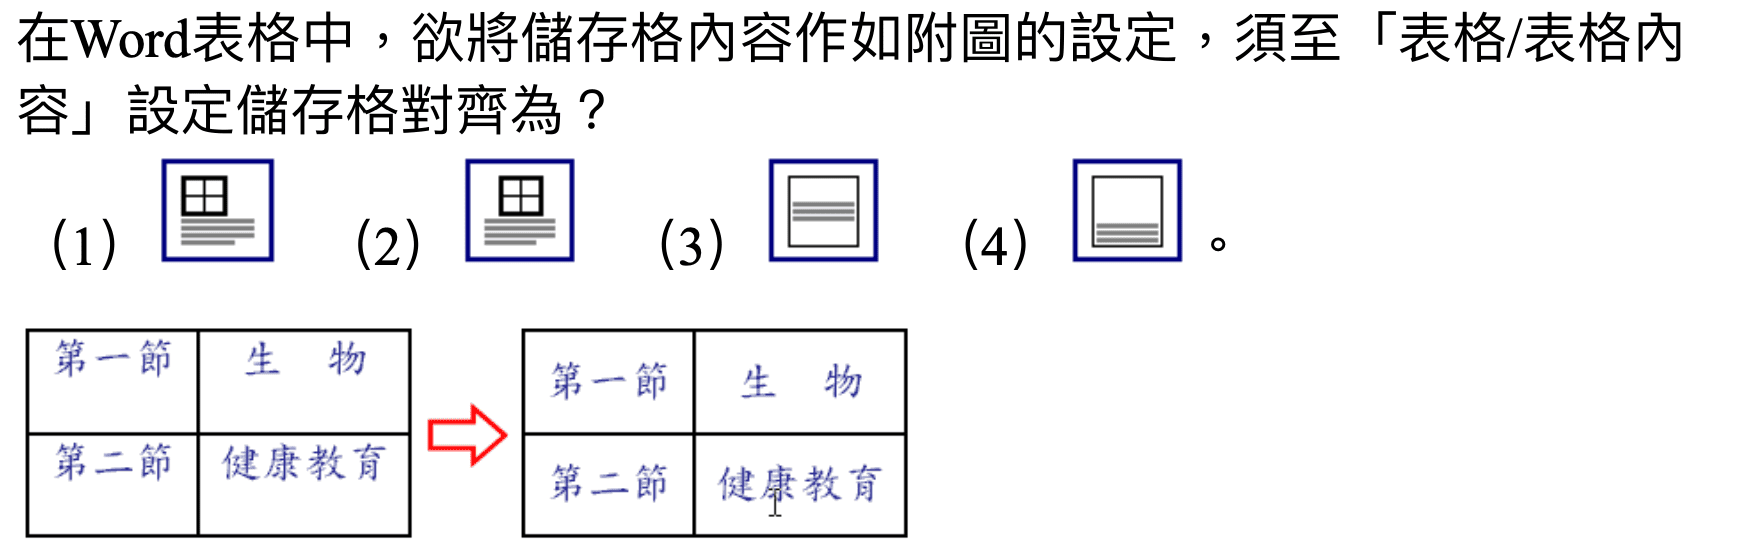 在Word表格中，欲將儲存格內容作如附圖的設定，須至「表格/表格內
容」設定儲存格對齊為？
(1) (2) (3) (4) 。
第一節 生 物 第一節 生 物
第二節 健康教育 第二節 健康教育